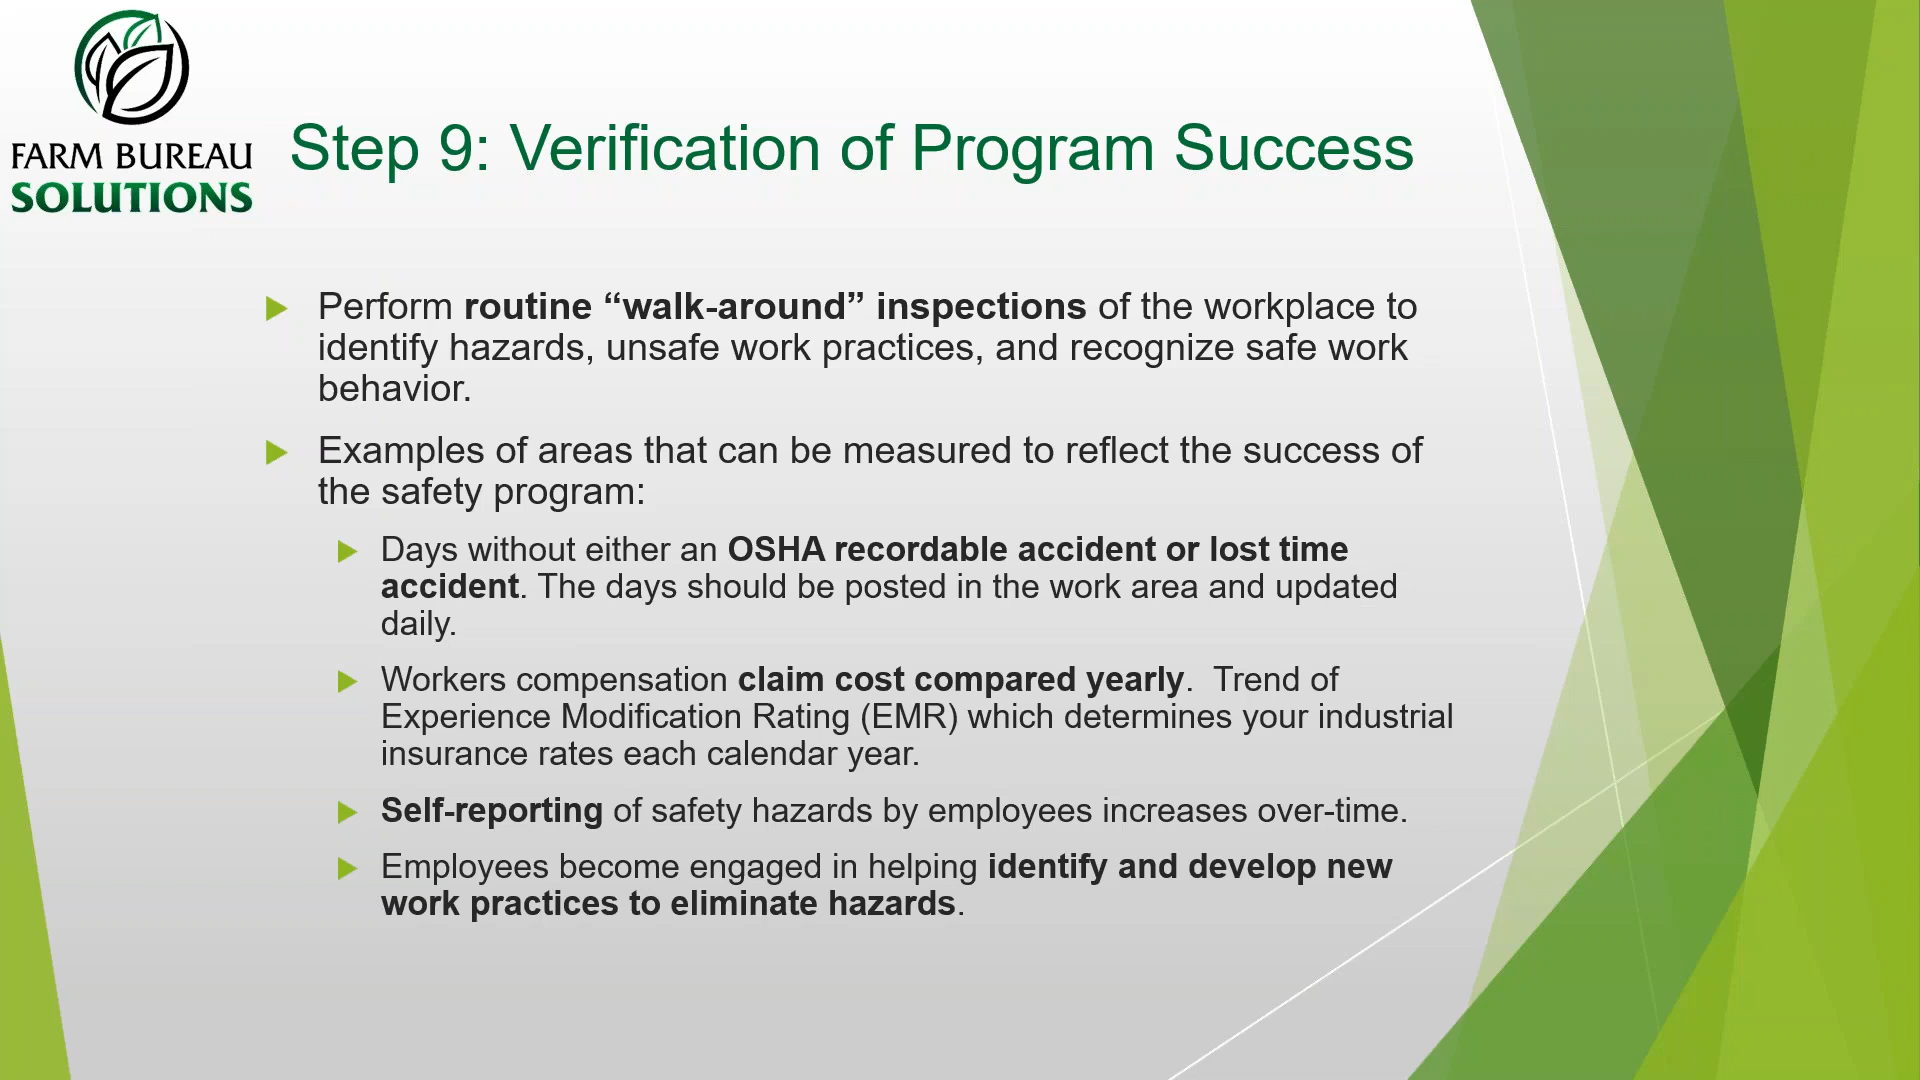 FARM BUREAU
SOLUTIONS
Step 9: Verification of Program Success
Perform routine “walk-around” inspections of the workplace to
identify hazards, unsafe work practices, and recognize safe work
behavior.
Examples of areas that can be measured to reflect the success of
the safety program:
Days without either an OSHA recordable accident or lost time
accident. The days should be posted in the work area and updated
daily.
Workers compensation claim cost compared yearly.  Trend of
Experience Modification Rating (EMR) which determines your industrial
insurance rates each calendar year.
Self-reporting of safety hazards by employees increases over-time.
Employees become engaged in helping identify and develop new
work practices to eliminate hazards.